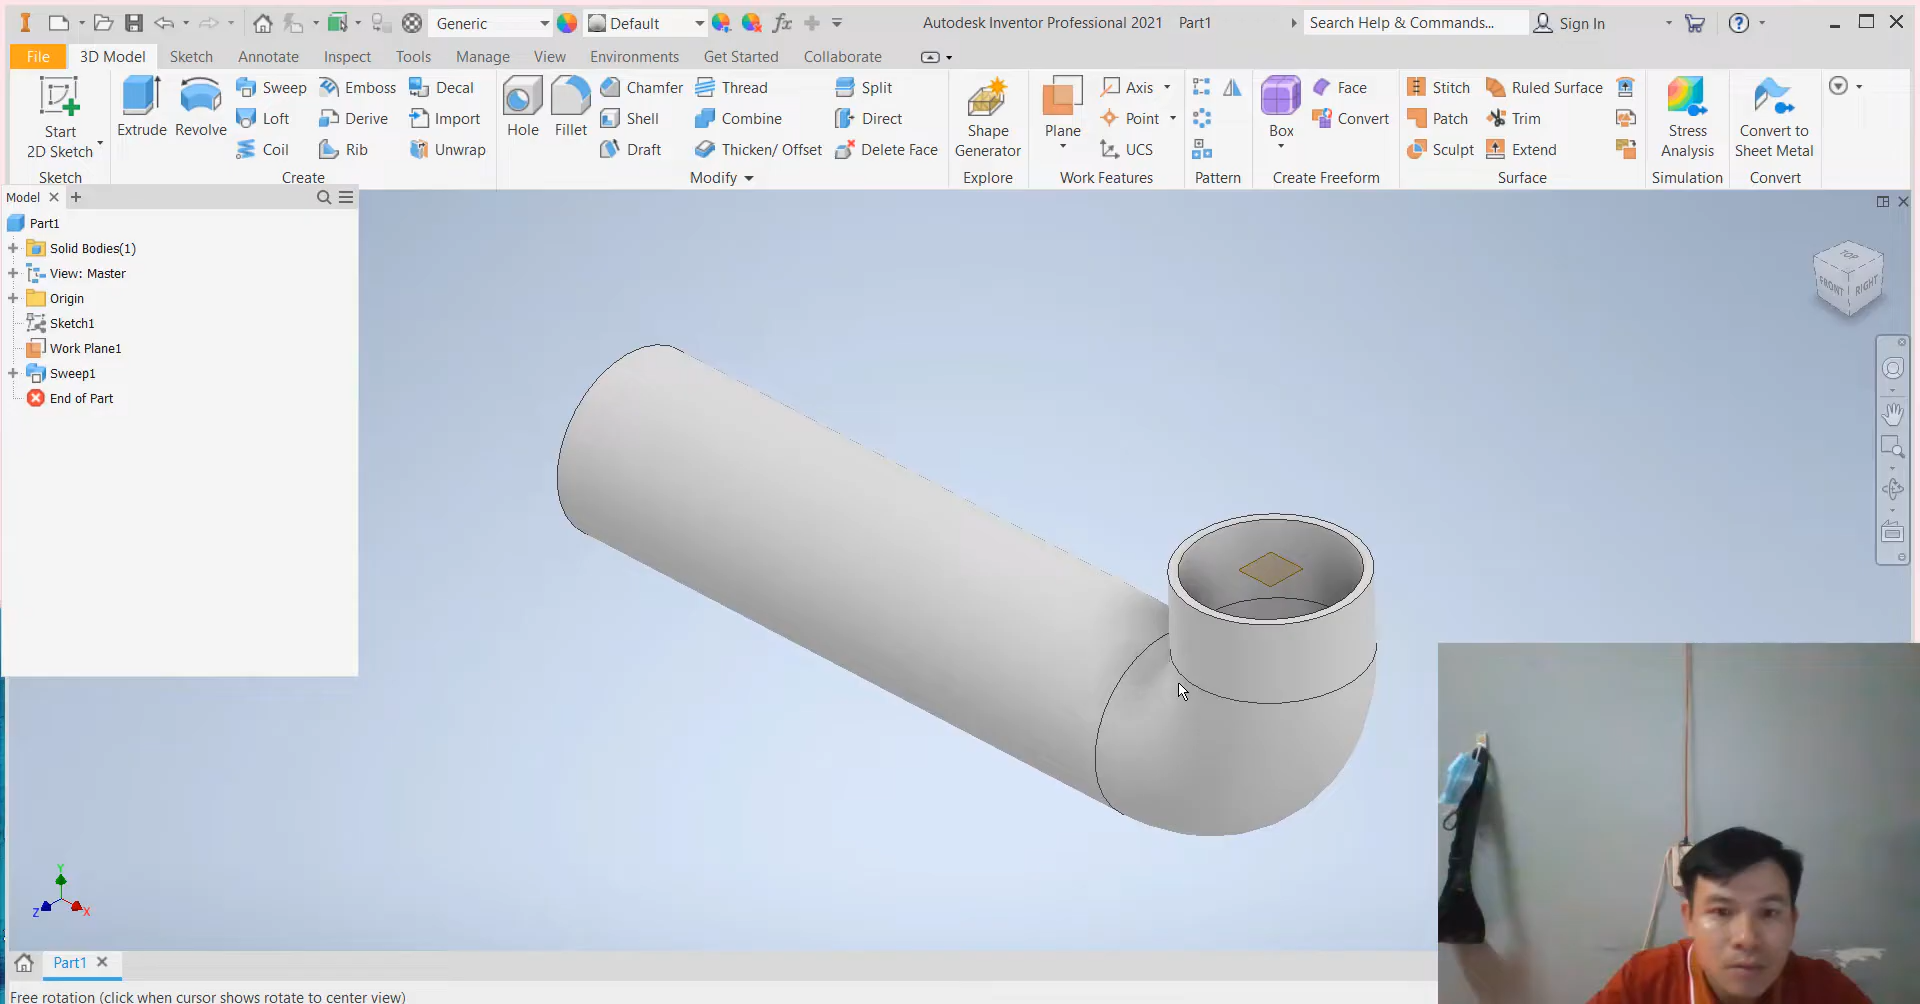 Generic Default fx Autodesk Inventor Professional 2021 Part1 Search Help & Commands... Sign In
File 3D Model Sketch Annotate Inspect Tools Manage View Environments Get Started Collaborate
Start
2D Sketch
Sketch
Extrude
Revolve
Sweep
Loft
Coil
Emboss
Derive
Rib
Decal
Import
Unwrap
Create
Hole
Fillet
Chamfer
Shell
Draft
Thread
Combine
Thicken/ Offset
Split
Direct
Delete Face
Modify
Shape
Generator
Explore
Plane
Axis
Point
UCS
Work Features
Pattern
Box
Face
Convert
Create Freeform
Stitch
Patch
Sculpt
Ruled Surface
Trim
Extend
Surface
Stress
Analysis
Simulation
Convert to
Sheet Metal
Convert
Model
Part1
Solid Bodies(1)
View: Master
Origin
Sketch1
Work Plane1
Sweep1
End of Part
TOP
FRONT
RIGHT
Y
Z
X
Part1
Free rotation (click when cursor shows rotate to center view)